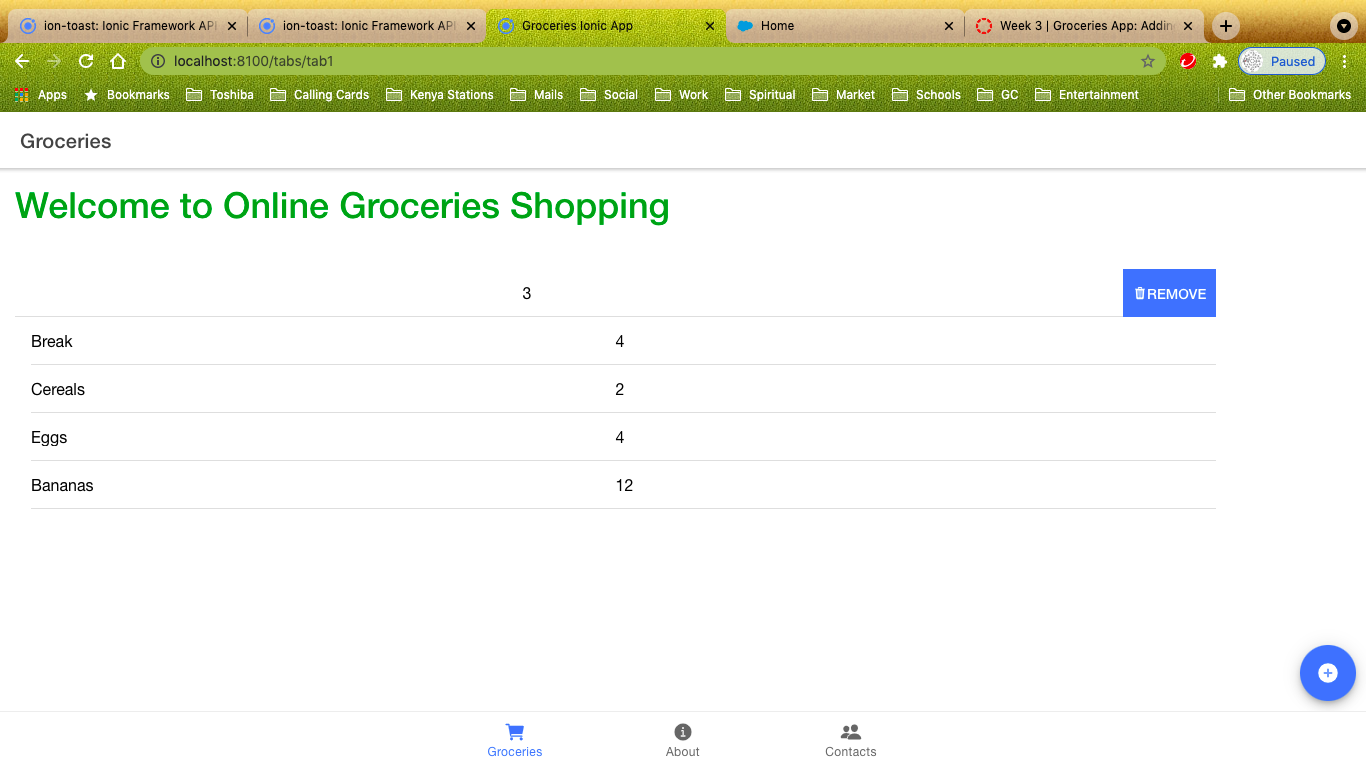 ion-toast: Ionic Framework API
ion-toast: Ionic Framework API
Groceries Ionic App
Home
Week 3 | Groceries App: Addin
localhost:8100/tabs/tab1
Paused
Apps
Bookmarks
Toshiba
Calling Cards
Kenya Stations
Mails
Social
Work
Spiritual
Market
Schools
GC
Entertainment
Other Bookmarks
Groceries
Welcome to Online Groceries Shopping
3
REMOVE
Break 4
Cereals 2
Eggs 4
Bananas 12
Groceries
About
Contacts